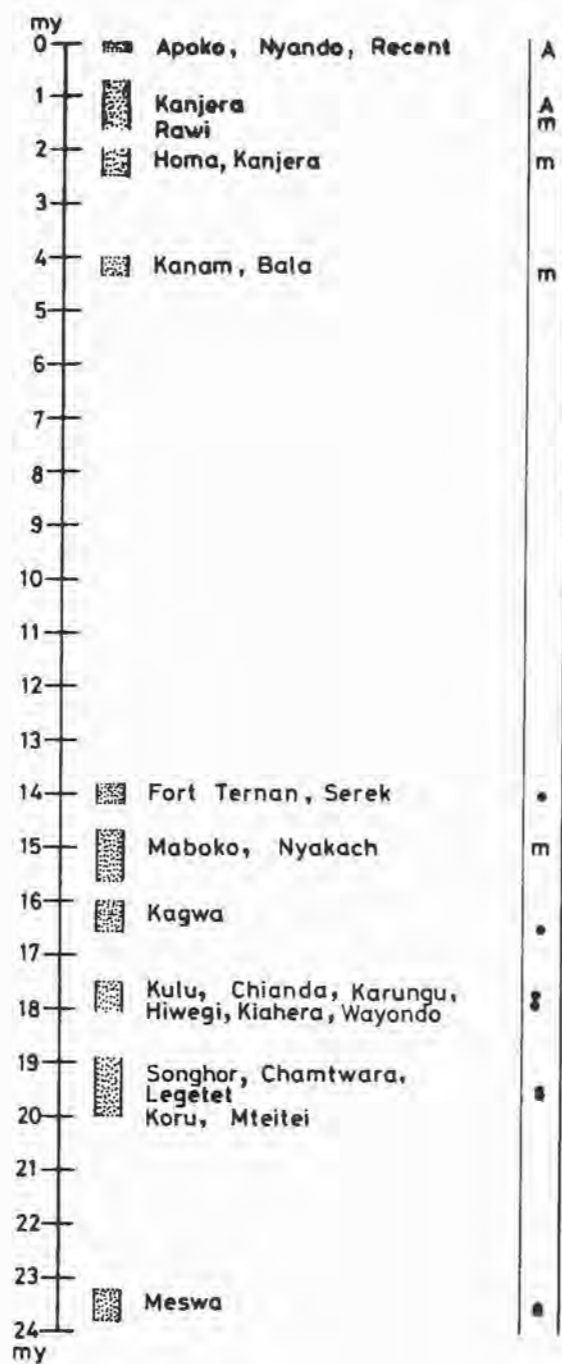 my
0 Apoko, Nyando, Recent A
1 Kanjera A
Rawi m
2 Homa, Kanjera m
3
4 Kanam, Bala m
5
6
7
8
9
10
11
12
13
14 Fort Ternan, Serek
15 Maboko, Nyakach m
16 Kagwa
17
18 Kulu, Chianda, Karungu,
Hiwegi, Kiahera, Wayondo
19 Songhor, Chamtwara,
Legetet
20 Koru, Mteitei
21
22
23 Meswa
24
my